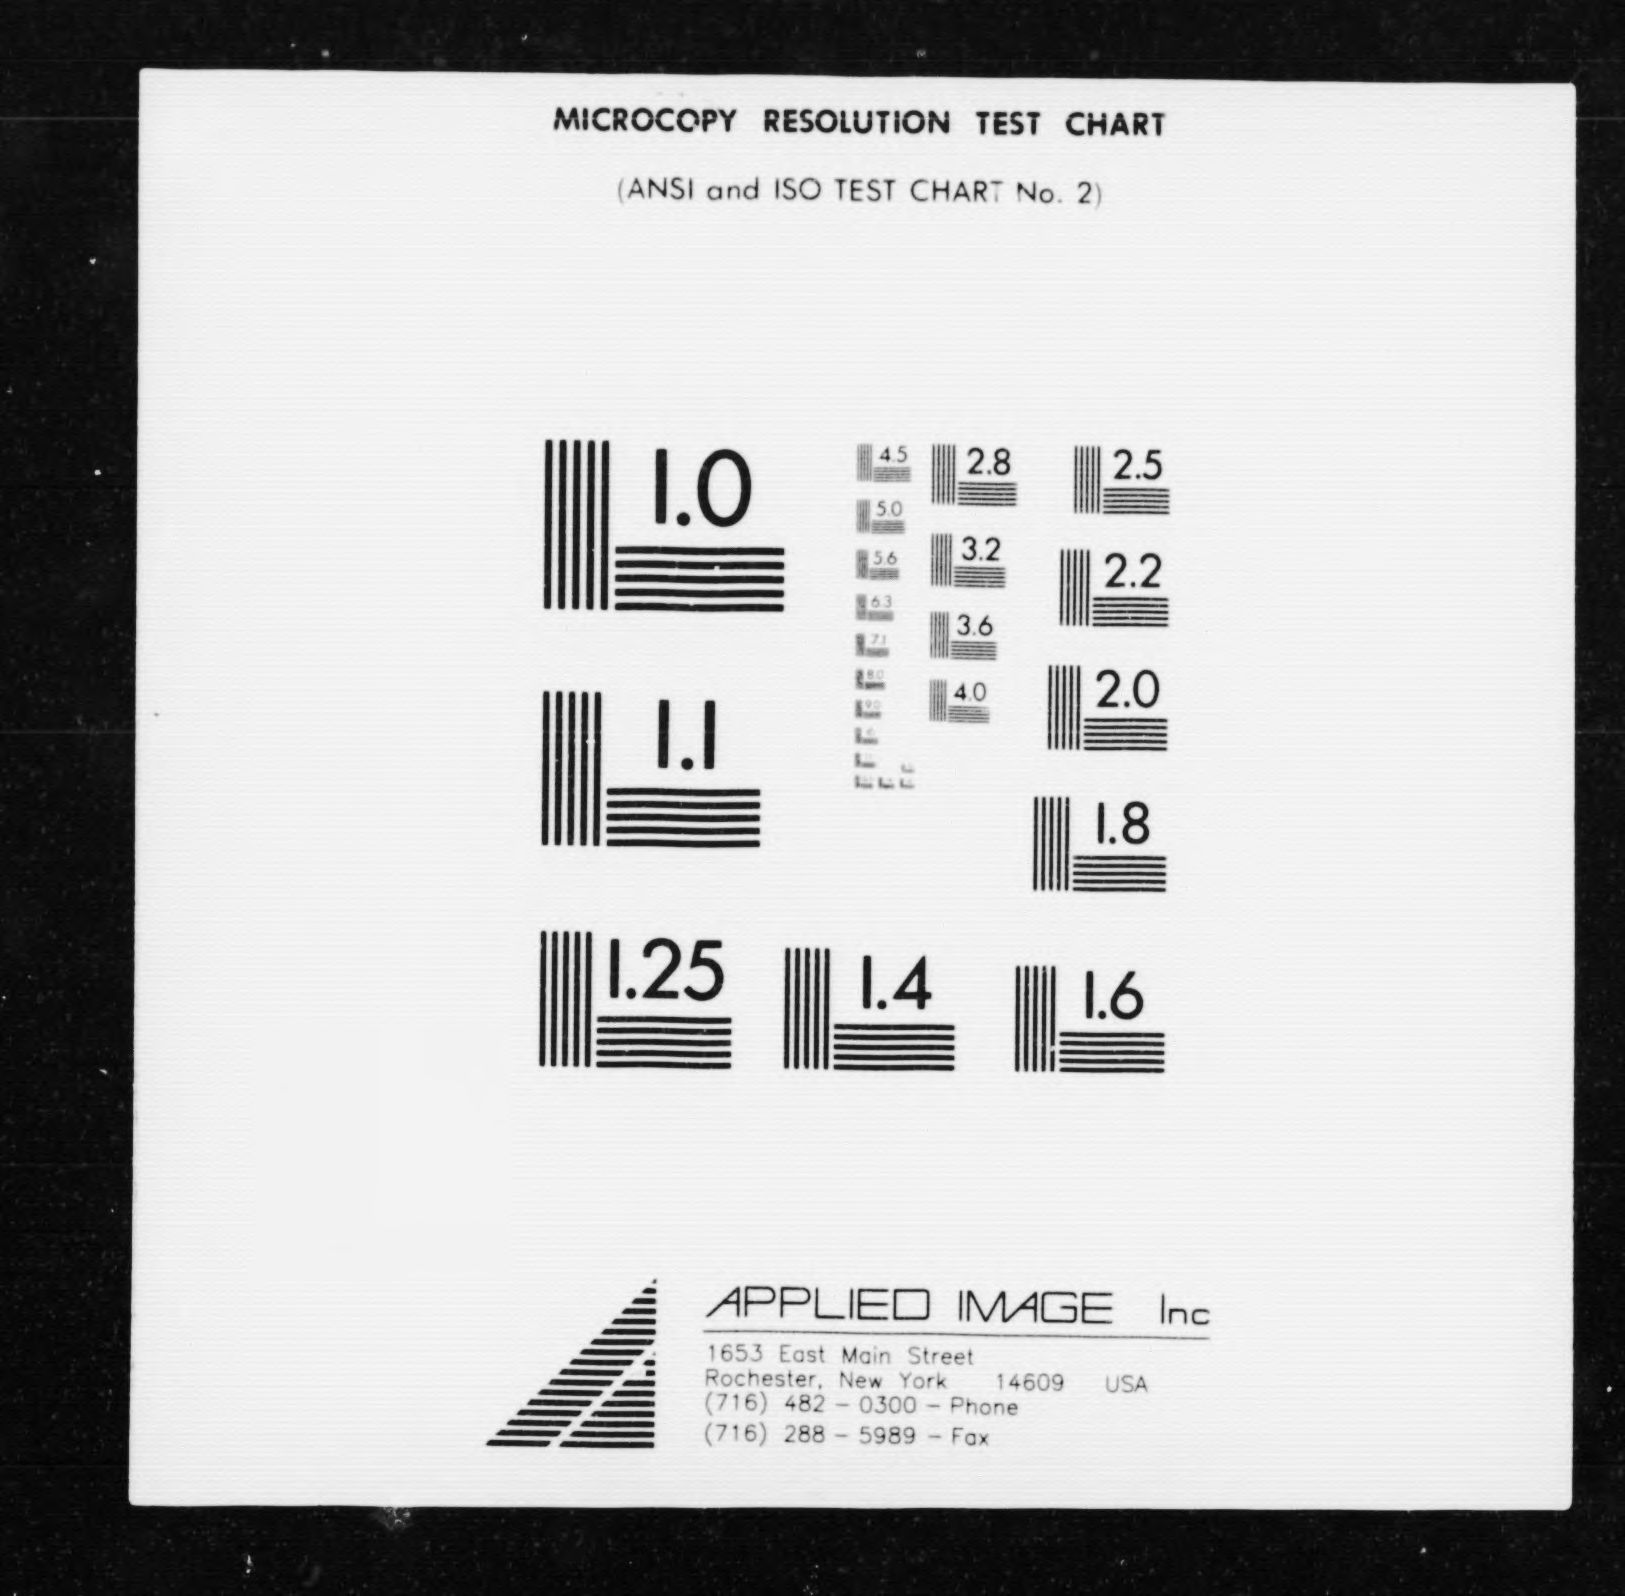 MICROCOPY RESOLUTION TEST CHART
(ANSI and ISO TEST CHART No. 2)
1.0
1.1
1.25
1.4
1.6
1.8
2.0
2.2
2.5
2.8
3.2
3.6
4.0
4.5
5.0
5.6
6.3
7.1
8.0
9.0
APPLIED IMAGE Inc
1653 East Main Street
Rochester, New York 14609 USA
(716) 482 - 0300 - Phone
(716) 288 - 5989 - Fax